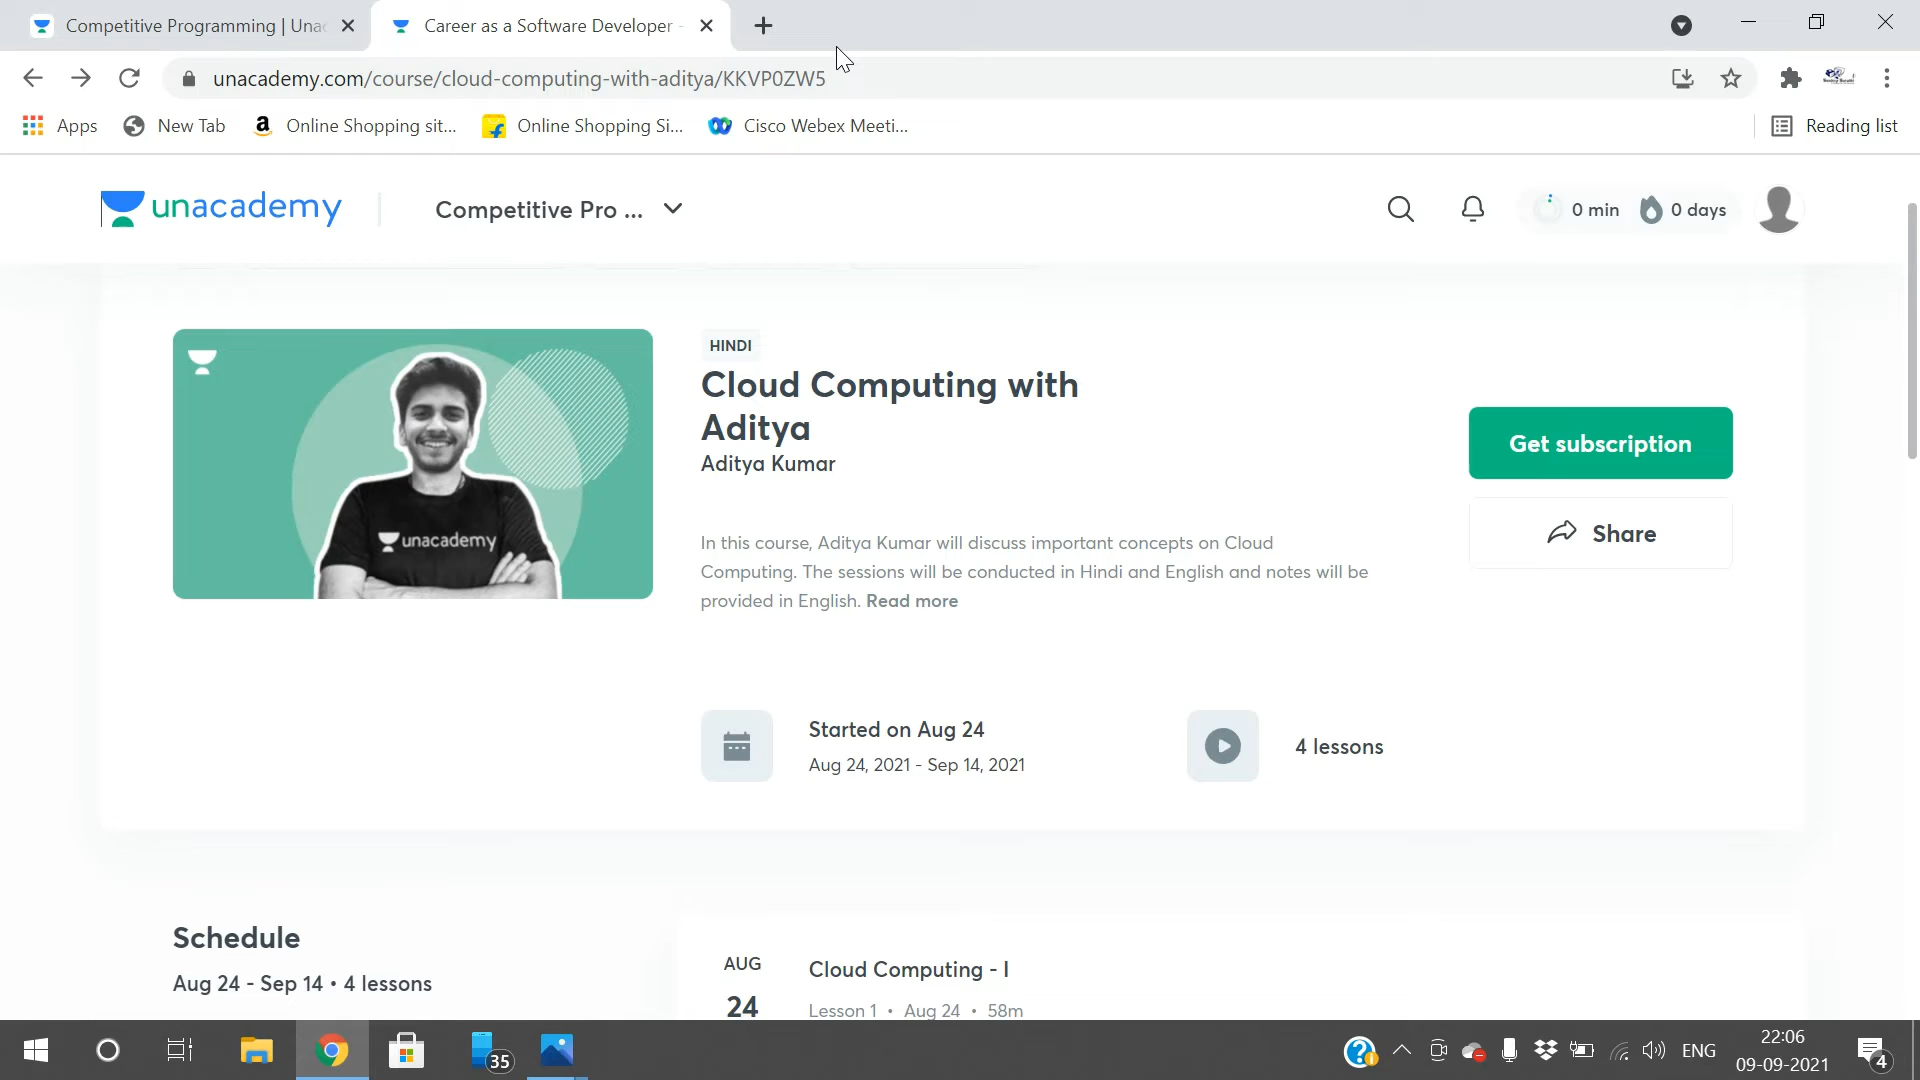 Competitive Programming | Una
Career as a Software Developer -
unacademy.com/course/cloud-computing-with-aditya/KKVP0ZW5
Apps
New Tab
Online Shopping sit...
Online Shopping Si...
Cisco Webex Meeti...
Reading list
unacademy
Competitive Pro ...
0 min
0 days
HINDI
Cloud Computing with
Aditya
Aditya Kumar
unacademy
Get subscription
Share
In this course, Aditya Kumar will discuss important concepts on Cloud
Computing. The sessions will be conducted in Hindi and English and notes will be
provided in English. Read more
Started on Aug 24
Aug 24, 2021 - Sep 14, 2021
4 lessons
Schedule
Aug 24 - Sep 14 • 4 lessons
AUG
24
Cloud Computing - I
Lesson 1 • Aug 24 • 58m
35
ENG
22:06
09-09-2021
4